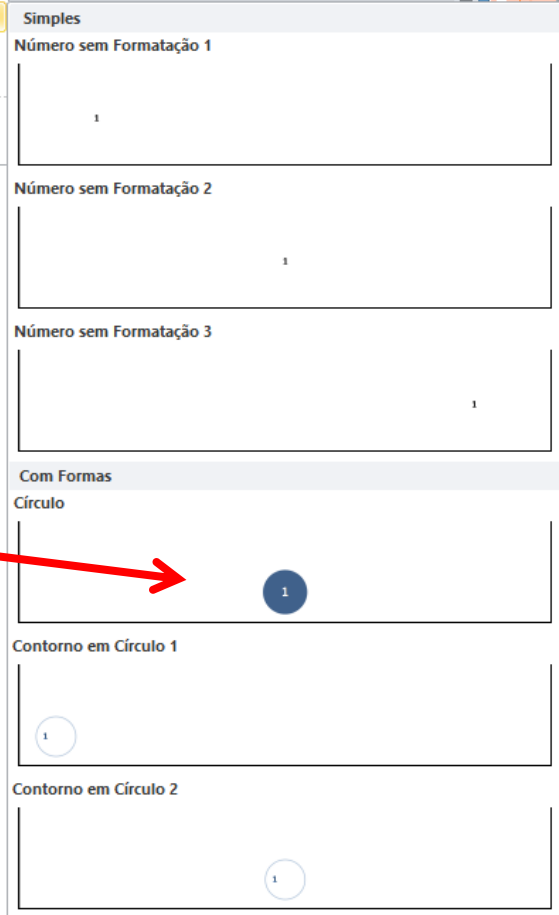 Simples
Número sem Formatação 1
1
Número sem Formatação 2
1
Número sem Formatação 3
1
Com Formas
Círculo
1
Contorno em Círculo 1
1
Contorno em Círculo 2
1